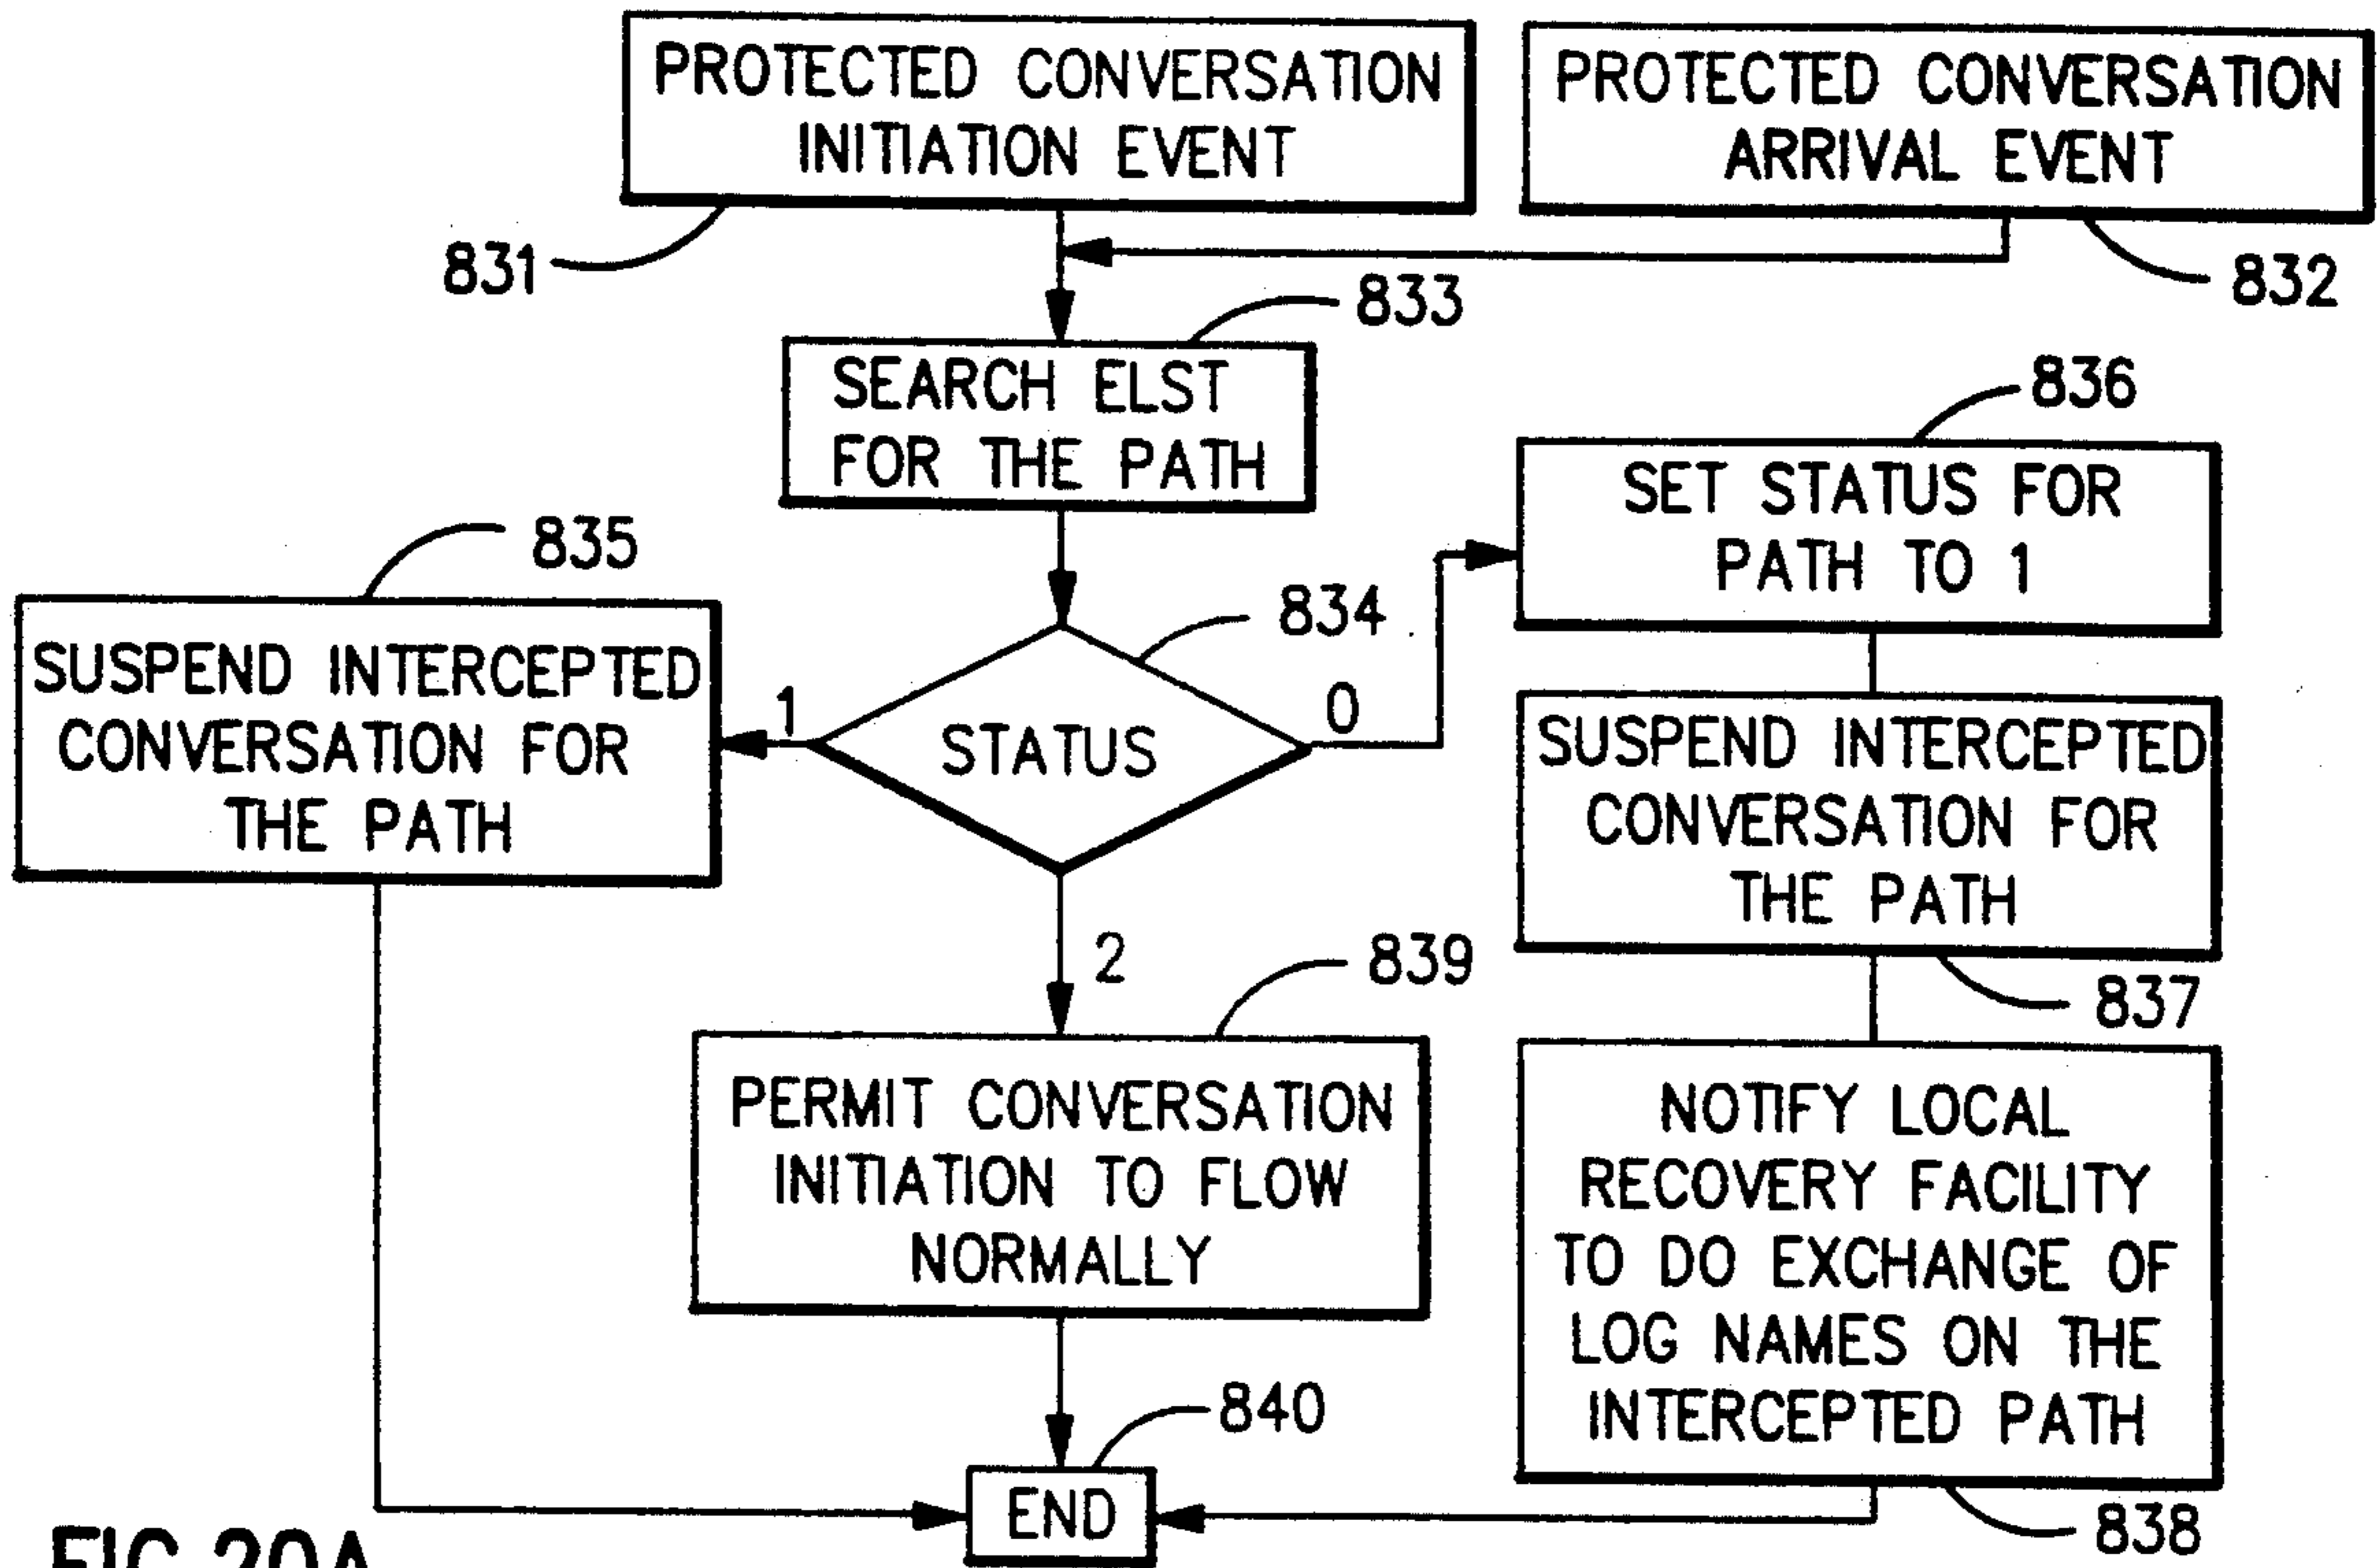 PROTECTED CONVERSATION
INITIATION EVENT
PROTECTED CONVERSATION
ARRIVAL EVENT
831
832
833
SEARCH ELST
FOR THE PATH
836
SET STATUS FOR
PATH TO 1
835
834
SUSPEND INTERCEPTED
CONVERSATION FOR
THE PATH
1
STATUS
0
SUSPEND INTERCEPTED
CONVERSATION FOR
THE PATH
2
839
837
PERMIT CONVERSATION
INITIATION TO FLOW
NORMALLY
NOTIFY LOCAL
RECOVERY FACILITY
TO DO EXCHANGE OF
LOG NAMES ON THE
INTERCEPTED PATH
840
END
838
FIG.20A